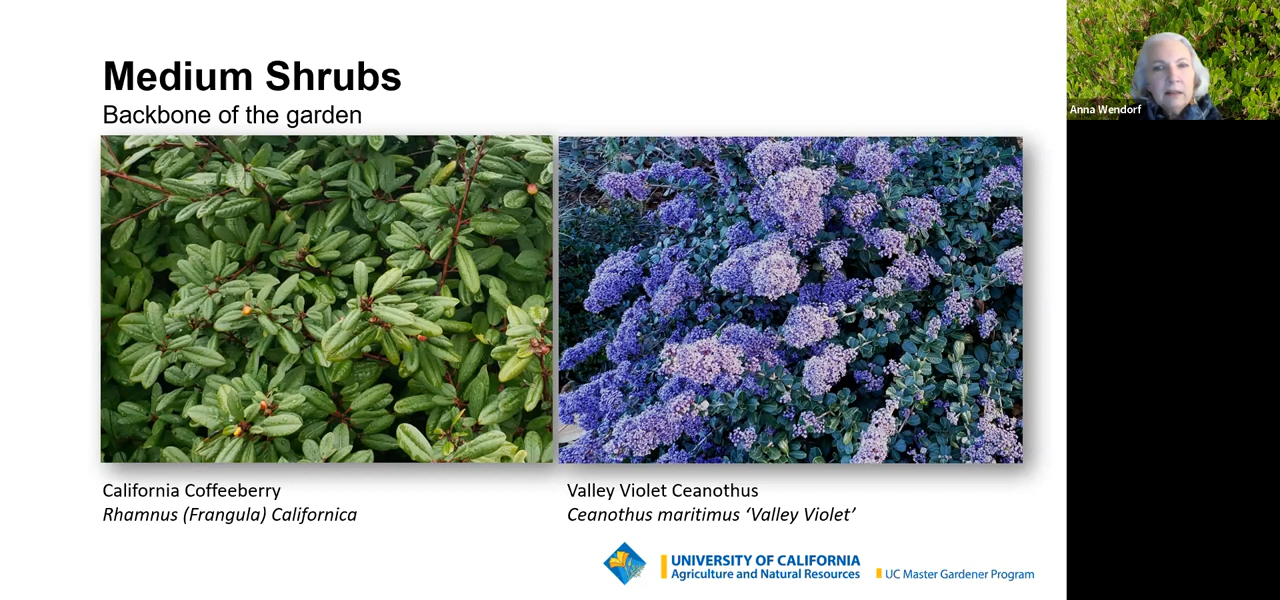 Medium Shrubs
Backbone of the garden
Anna Wendorf
California Coffeeberry
Rhamnus (Frangula) Californica
Valley Violet Ceanothus
Ceanothus maritimus ‘Valley Violet’
UNIVERSITY OF CALIFORNIA
Agriculture and Natural Resources
UC Master Gardener Program